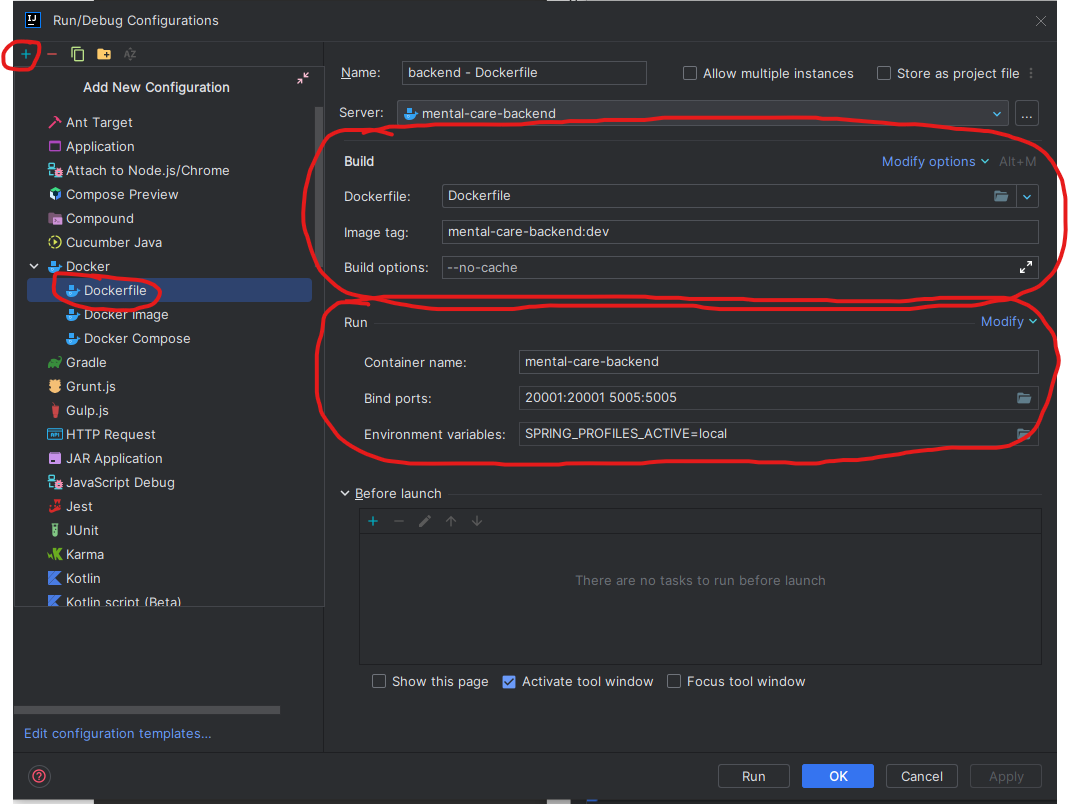 Run/Debug Configurations
Add New Configuration
Ant Target
Application
Attach to Node.js/Chrome
Compose Preview
Compound
Cucumber Java
Docker
Dockerfile
Docker Image
Docker Compose
Gradle
Grunt.js
Gulp.js
HTTP Request
JAR Application
JavaScript Debug
Jest
JUnit
Karma
Kotlin
Kotlin script (Beta)
Edit configuration templates...
Name: backend - Dockerfile Allow multiple instances Store as project file
Server: mental-care-backend ...
Build Modify options Alt+M
Dockerfile: Dockerfile
Image tag: mental-care-backend:dev
Build options: --no-cache
Run Modify
Container name: mental-care-backend
Bind ports: 20001:20001 5005:5005
Environment variables: SPRING_PROFILES_ACTIVE=local
Before launch
There are no tasks to run before launch
Show this page Activate tool window Focus tool window
? Run OK Cancel Apply